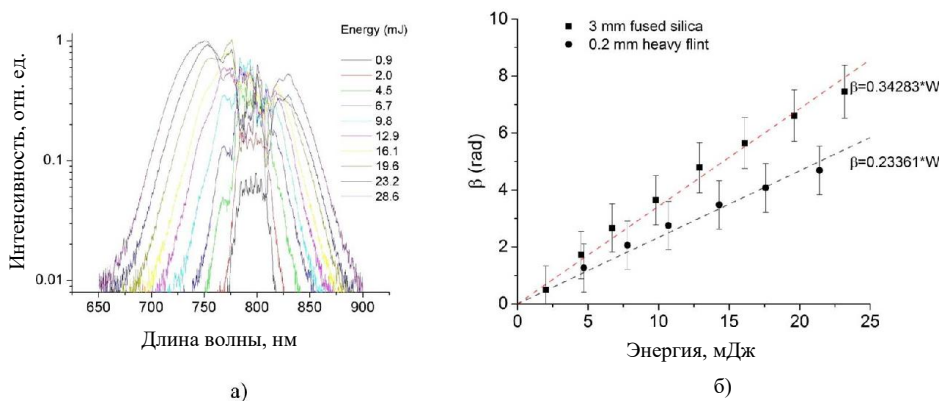 Energy (mJ)
0.9
2.0
4.5
6.7
9.8
12.9
16.1
19.6
23.2
28.6
1
0.1
0.01
Интенсивность, отн. ед.
650 700 750 800 850 900
Длина волны, нм
а)
10
8
6
4
2
0
β (rad)
3 mm fused silica
0.2 mm heavy flint
β=0.34283*W
β=0.23361*W
0 5 10 15 20 25
Энергия, мДж
б)